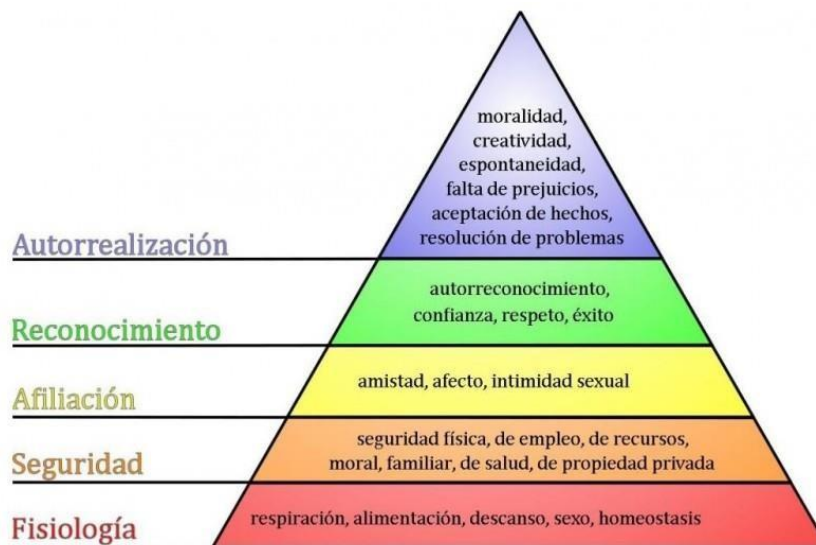 moralidad,
creatividad,
espontaneidad,
falta de prejuicios,
aceptación de hechos,
resolución de problemas
Autorrealización
autorreconocimiento,
confianza, respeto, éxito
Reconocimiento
amistad, afecto, intimidad sexual
Afiliación
seguridad física, de empleo, de recursos,
moral, familiar, de salud, de propiedad privada
Seguridad
respiración, alimentación, descanso, sexo, homeostasis
Fisiología